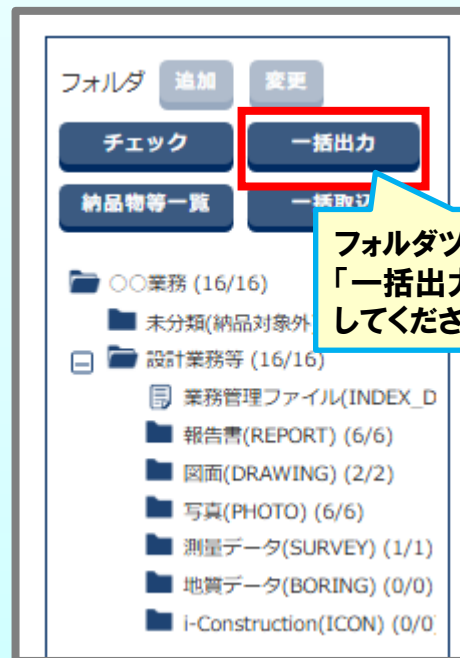 フォルダ 追加 変更
チェック 一括出力
納品物等一覧 一括取込
フォルダツ
「一括出力
してくださ
○○業務 (16/16)
未分類(納品対象外)
設計業務等 (16/16)
業務管理ファイル(INDEX_D
報告書(REPORT) (6/6)
図面(DRAWING) (2/2)
写真(PHOTO) (6/6)
測量データ(SURVEY) (1/1)
地質データ(BORING) (0/0)
i-Construction(ICON) (0/0)